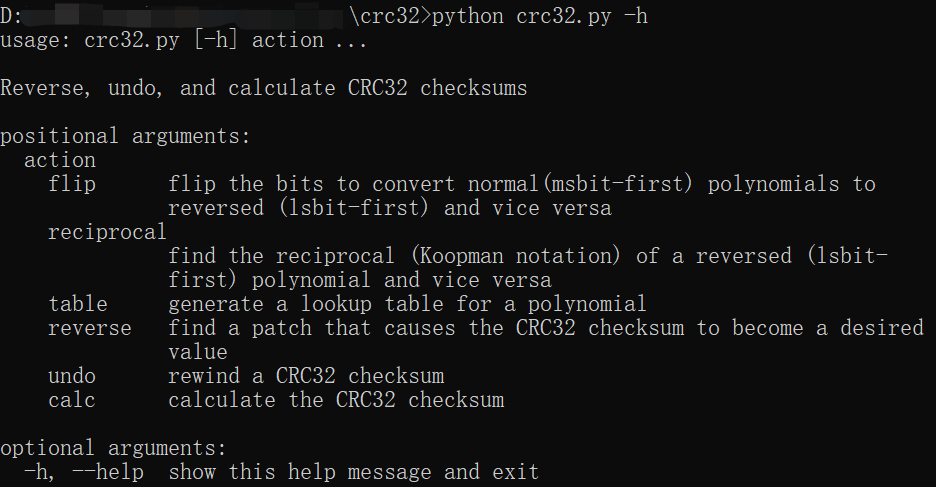 D: \crc32>python crc32.py -h
usage: crc32.py [-h] action ...
Reverse, undo, and calculate CRC32 checksums
positional arguments:
action
flip flip the bits to convert normal(msbit-first) polynomials to
reversed (lsbit-first) and vice versa
reciprocal
find the reciprocal (Koopman notation) of a reversed (lsbit-
first) polynomial and vice versa
table generate a lookup table for a polynomial
reverse find a patch that causes the CRC32 checksum to become a desired
value
undo rewind a CRC32 checksum
calc calculate the CRC32 checksum
optional arguments:
-h, --help show this help message and exit